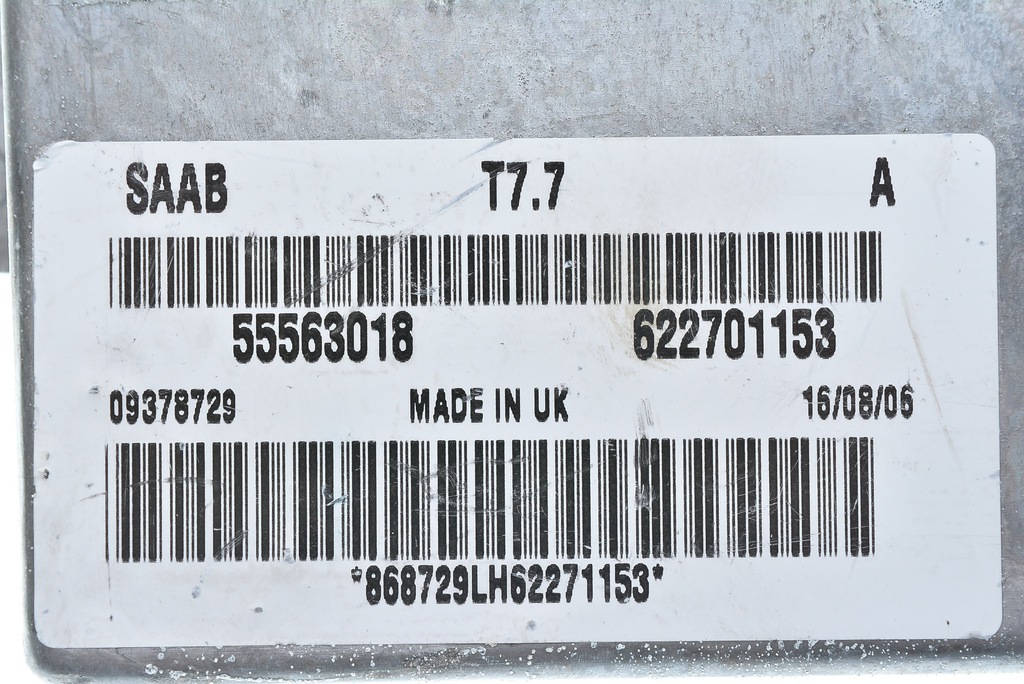 SAAB T7.7 A
55563018 622701153
09378729 MADE IN UK 16/08/06
*868729LH62271153*